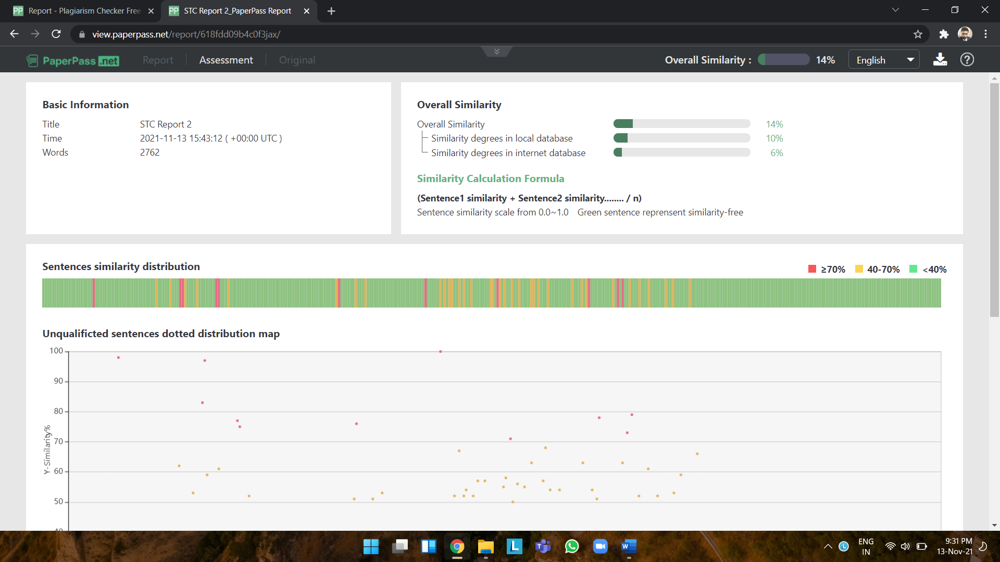 PP Report - Plagiarism Checker Free
PP STC Report 2_PaperPass Report
view.paperpass.net/report/618fdd09b4c0f3jax/
PaperPass .net
Report
Assessment
Original
Overall Similarity :
14%
English
Basic Information
Title STC Report 2
Time 2021-11-13 15:43:12 ( +00:00 UTC )
Words 2762
Overall Similarity
Overall Similarity 14%
Similarity degrees in local database 10%
Similarity degrees in internet database 6%
Similarity Calculation Formula
(Sentence1 similarity + Sentence2 similarity........ / n)
Sentence similarity scale from 0.0~1.0 Green sentence reprensent similarity-free
Sentences similarity distribution
≥70% 40-70% <40%
Unqualificted sentences dotted distribution map
100
90
80
70
60
50
40
Y-Similarity%
L
T
W
L
ENG
IN
9:31 PM
13-Nov-21